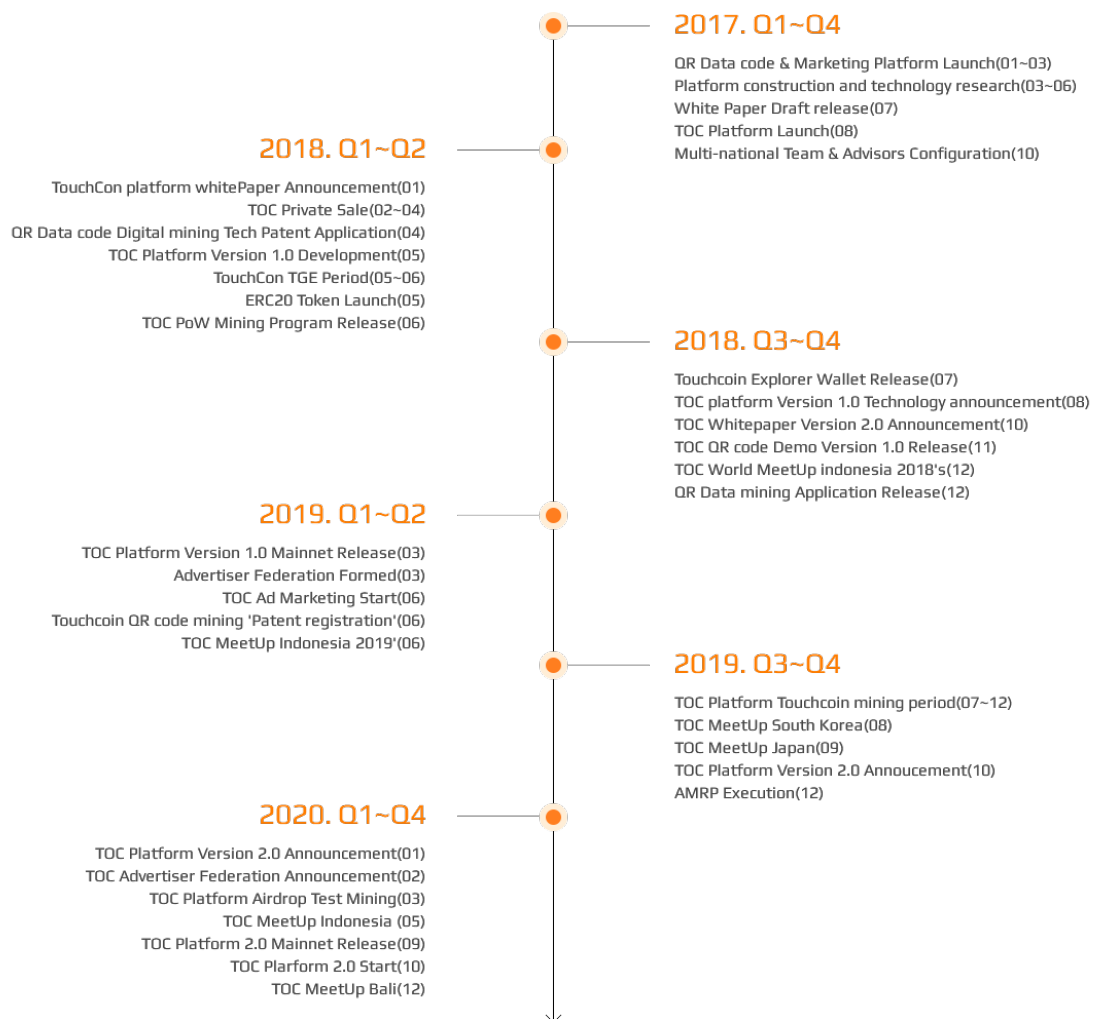 2017. Q1~Q4
QR Data code & Marketing Platform Launch(01~03)
Platform construction and technology research(03~06)
White Paper Draft release(07)
TOC Platform Launch(08)
Multi-national Team & Advisors Configuration(10)
2018. Q1~Q2
TouchCon platform whitePaper Announcement(01)
TOC Private Sale(02~04)
QR Data code Digital mining Tech Patent Application(04)
TOC Platform Version 1.0 Development(05)
TouchCon TGE Period(05~06)
ERC20 Token Launch(05)
TOC PoW Mining Program Release(06)
2018. Q3~Q4
Touchcoin Explorer Wallet Release(07)
TOC platform Version 1.0 Technology announcement(08)
TOC Whitepaper Version 2.0 Announcement(10)
TOC QR code Demo Version 1.0 Release(11)
TOC World MeetUp indonesia 2018's(12)
QR Data mining Application Release(12)
2019. Q1~Q2
TOC Platform Version 1.0 Mainnet Release(03)
Advertiser Federation Formed(03)
TOC Ad Marketing Start(06)
Touchcoin QR code mining 'Patent registration'(06)
TOC MeetUp Indonesia 2019'(06)
2019. Q3~Q4
TOC Platform Touchcoin mining period(07~12)
TOC MeetUp South Korea(08)
TOC MeetUp Japan(09)
TOC Platform Version 2.0 Annoucement(10)
AMRP Execution(12)
2020. Q1~Q4
TOC Platform Version 2.0 Announcement(01)
TOC Advertiser Federation Announcement(02)
TOC Platform Airdrop Test Mining(03)
TOC MeetUp Indonesia (05)
TOC Platform 2.0 Mainnet Release(09)
TOC Plarform 2.0 Start(10)
TOC MeetUp Bali(12)